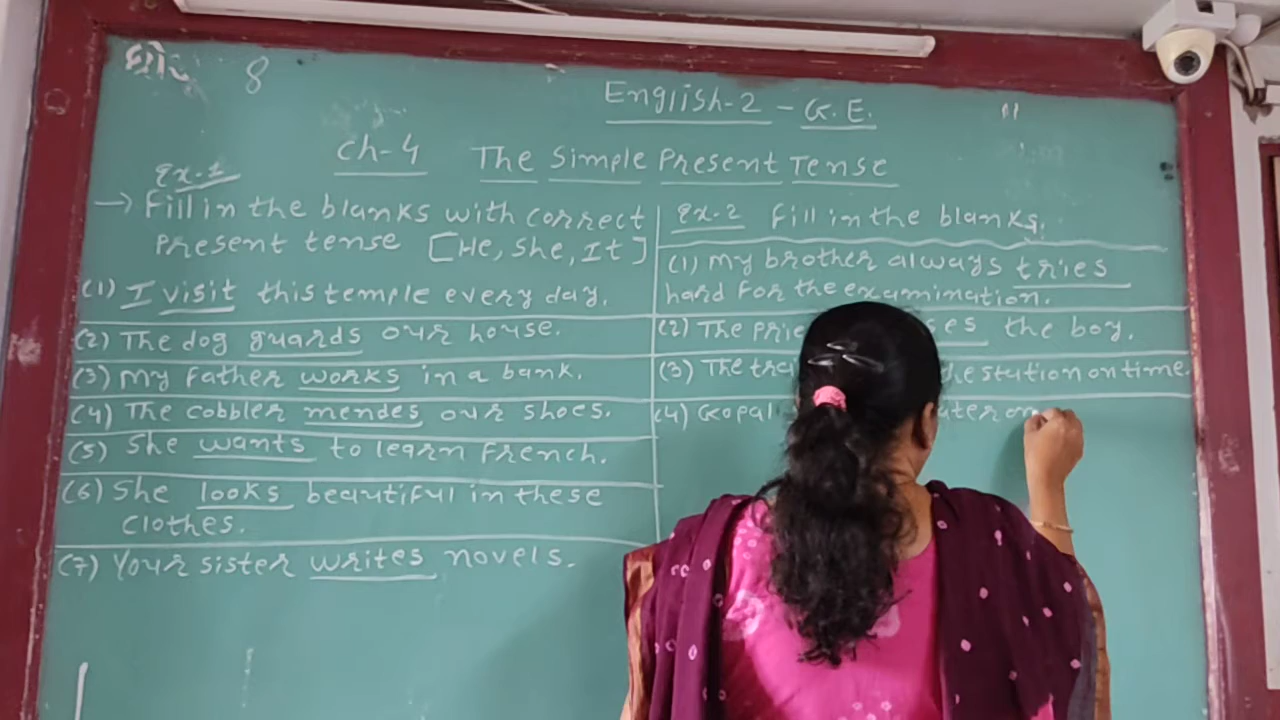 ધોરણ 8
English-2 - G.E.
11
Ch-4 The Simple Present Tense
Ex.1
→ Fill in the blanks with correct
Present tense [He, She, It]
(1) I visit this temple every day.
(2) The dog guards our house.
(3) My father works in a bank.
(4) The cobbler mendes our shoes.
(5) She wants to learn French.
(6) She looks beautiful in these
clothes.
(7) Your sister writes novels.
Ex.2 Fill in the blanks.
(1) My brother always tries
hard for the examination.
(2) The the boy.
(3) The station on time.
(4) Gopal